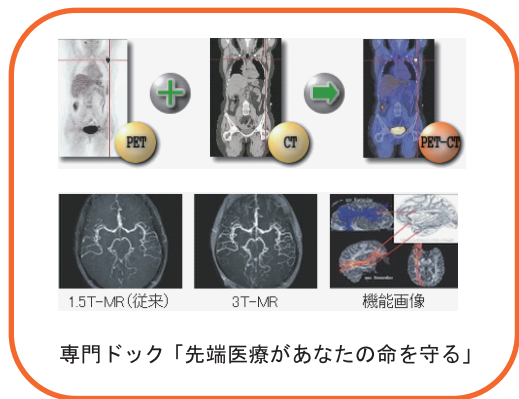 PET
CT
PET-CT
1.5T-MR(従来)
3T-MR
機能画像
専門ドック「先端医療があなたの命を守る」